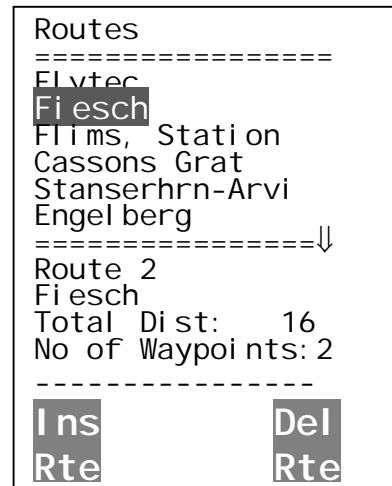 Routes
=================
Flytec
Fiesch
Flims, Station
Cassons Grat
Stanserhrn-Arvi
Engelberg
================⇓
Route 2
Fiesch
Total Dist: 16
No of Waypoints:2
----------------
Ins Del
Rte Rte